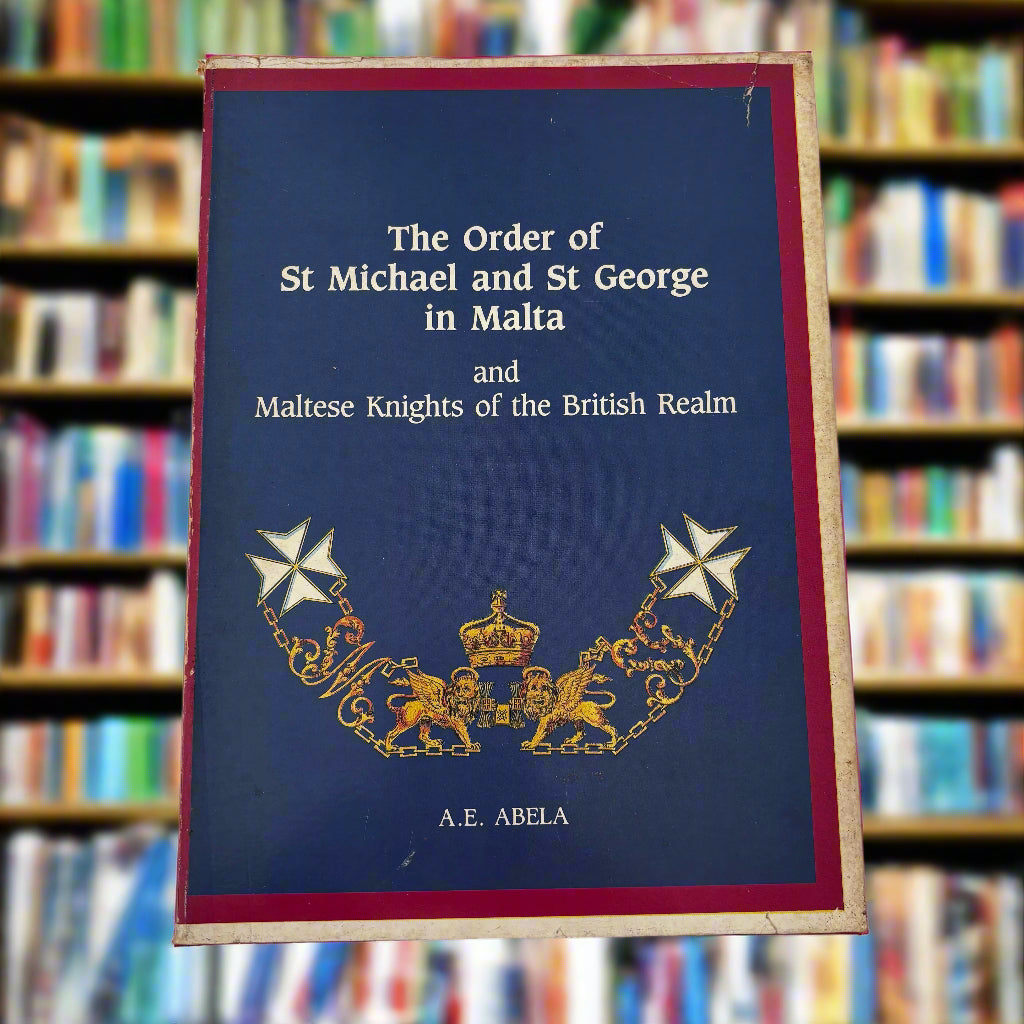 The Order of
St Michael and St George
in Malta
and
Maltese Knights of the British Realm
A.E. ABELA